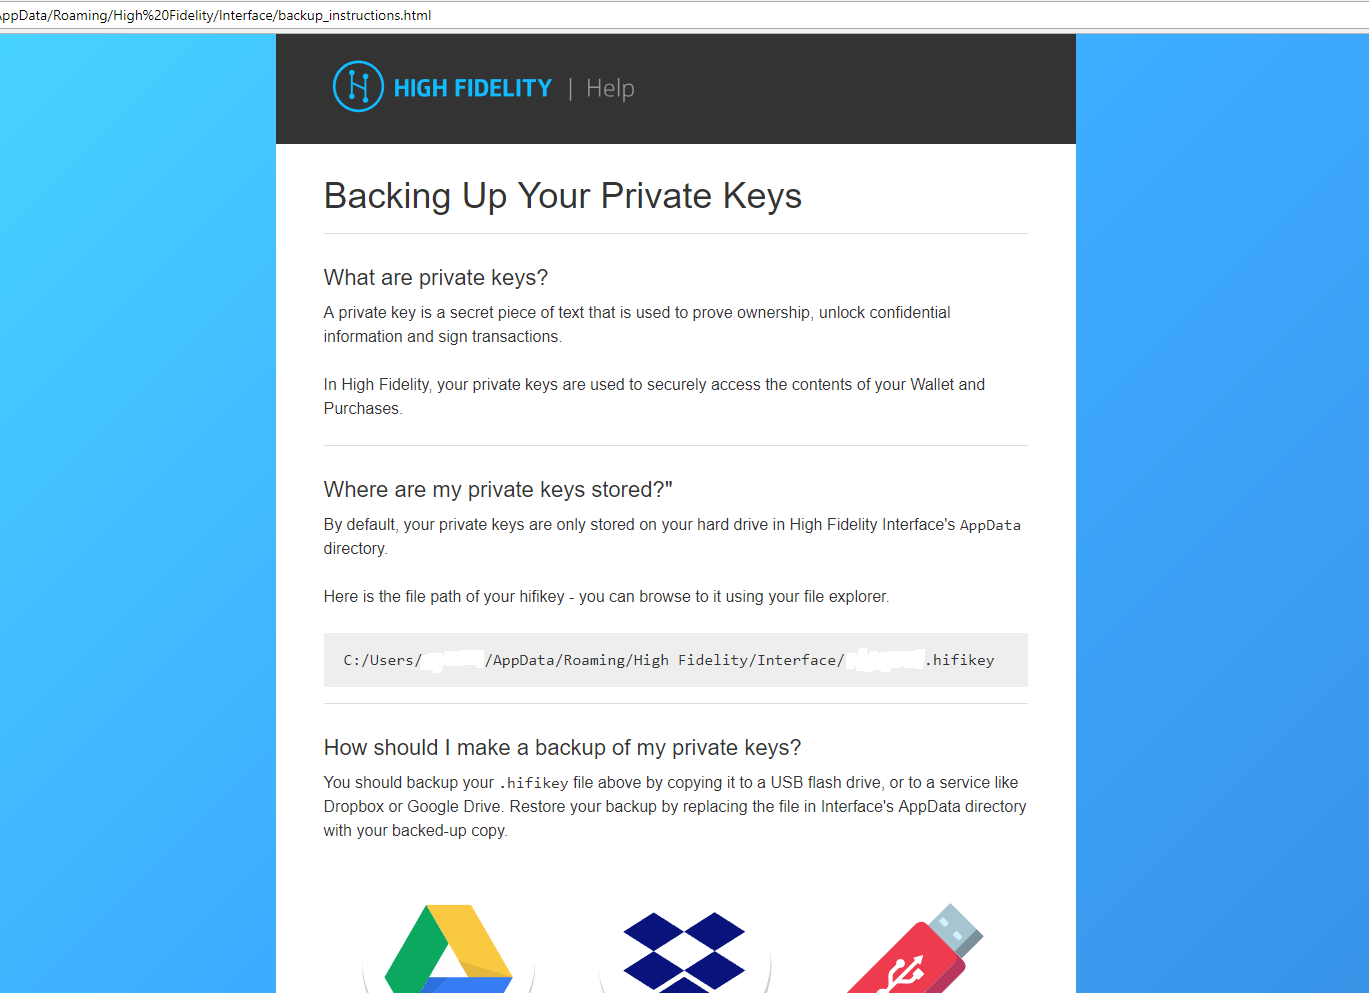 AppData/Roaming/High%20Fidelity/Interface/backup_instructions.html
HIGH FIDELITY | Help
Backing Up Your Private Keys
What are private keys?
A private key is a secret piece of text that is used to prove ownership, unlock confidential
information and sign transactions.
In High Fidelity, your private keys are used to securely access the contents of your Wallet and
Purchases.
Where are my private keys stored?"
By default, your private keys are only stored on your hard drive in High Fidelity Interface's AppData
directory.
Here is the file path of your hifikey - you can browse to it using your file explorer.
C:/Users/ /AppData/Roaming/High Fidelity/Interface/ .hifikey
How should I make a backup of my private keys?
You should backup your .hifikey file above by copying it to a USB flash drive, or to a service like
Dropbox or Google Drive. Restore your backup by replacing the file in Interface's AppData directory
with your backed-up copy.